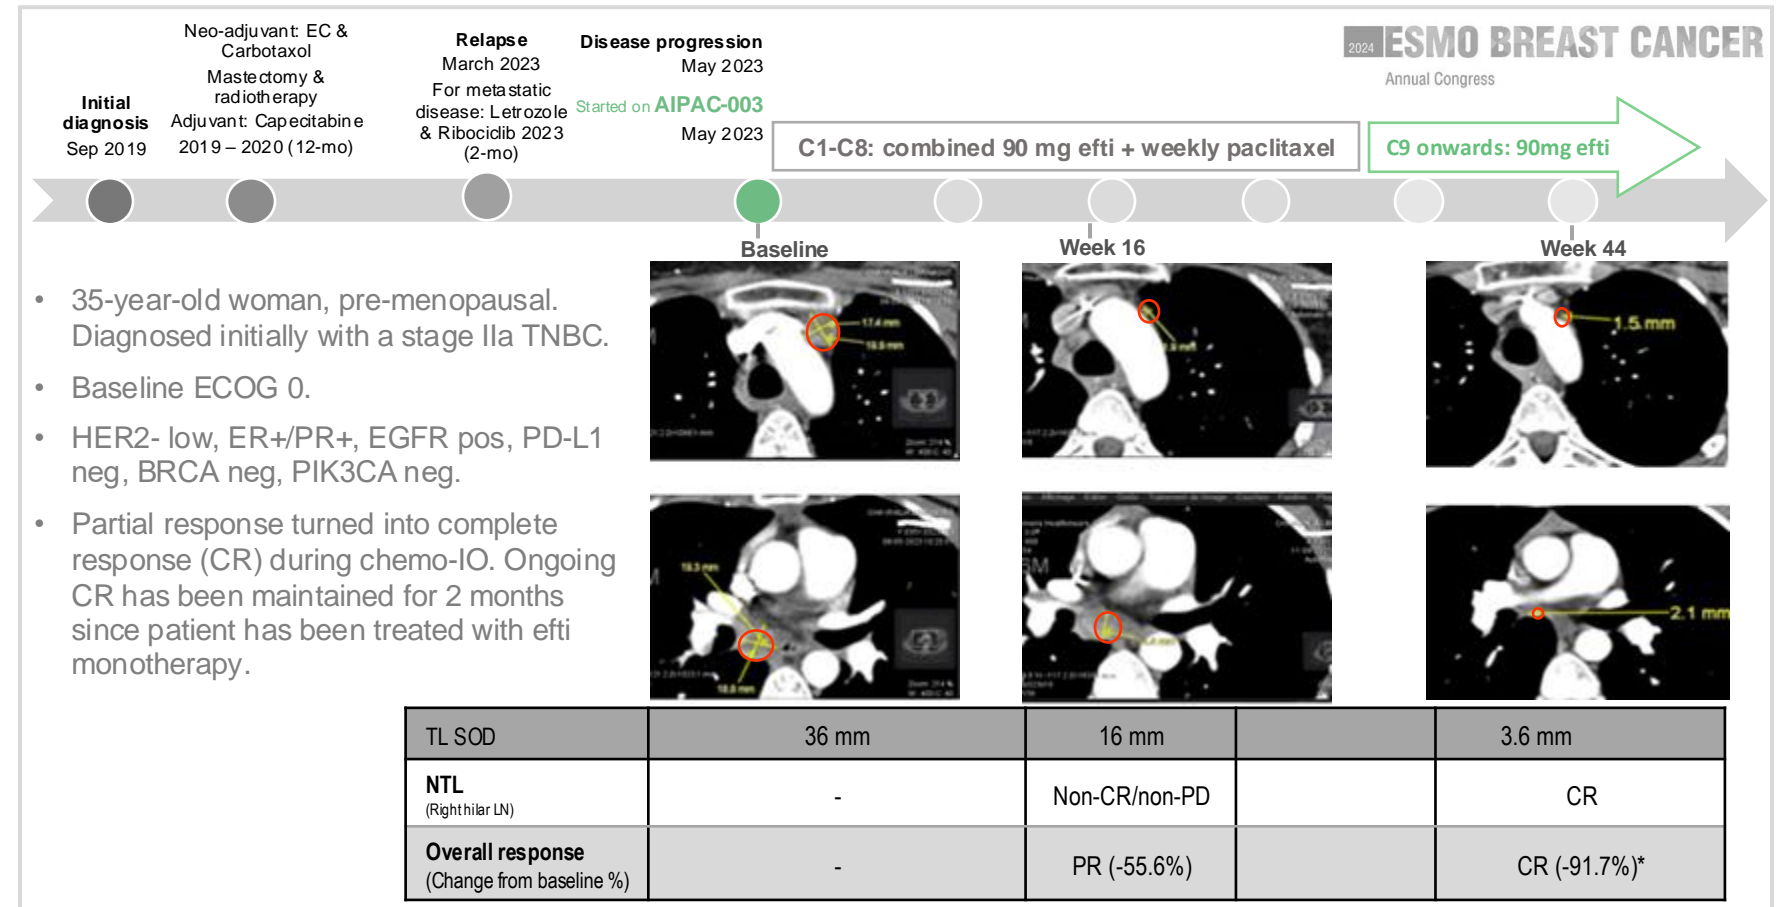 Neo-adjuvant: EC &
Carbotaxol
Mastectomy &
radiotherapy
Adjuvant: Capecitabine
2019 – 2020 (12-mo)
Initial
diagnosis
Sep 2019
Relapse
March 2023
For metastatic
disease: Letrozole
& Ribociclib 2023
(2-mo)
Disease progression
May 2023
Started on AIPAC-003
May 2023
2024 ESMO BREAST CANCER
Annual Congress
C1-C8: combined 90 mg efti + weekly paclitaxel
C9 onwards: 90mg efti
Baseline
Week 16
Week 44
• 35-year-old woman, pre-menopausal.
Diagnosed initially with a stage IIa TNBC.
• Baseline ECOG 0.
• HER2- low, ER+/PR+, EGFR pos, PD-L1
neg, BRCA neg, PIK3CA neg.
• Partial response turned into complete
response (CR) during chemo-IO. Ongoing
CR has been maintained for 2 months
since patient has been treated with efti
monotherapy.
17.4 mm
1.5 mm
2.1 mm
TL SOD 36 mm 16 mm 3.6 mm
NTL
(Right hilar LN) - Non-CR/non-PD CR
Overall response
(Change from baseline %) - PR (-55.6%) CR (-91.7%)*